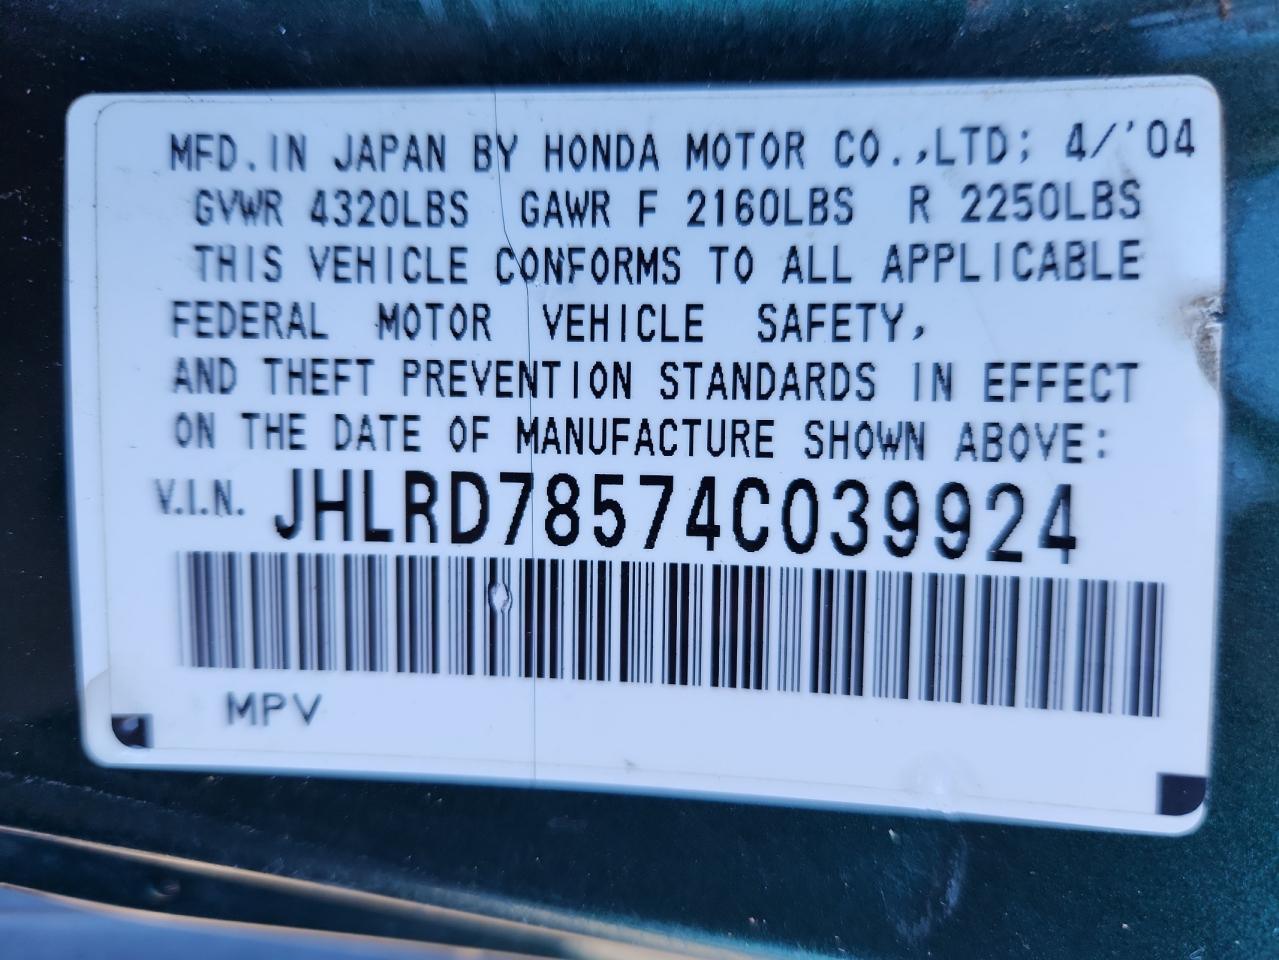 MFD. IN JAPAN BY HONDA MOTOR CO.,LTD; 4/'04
GVWR 4320LBS GAWR F 2160LBS R 2250LBS
THIS VEHICLE CONFORMS TO ALL APPLICABLE
FEDERAL MOTOR VEHICLE SAFETY,
AND THEFT PREVENTION STANDARDS IN EFFECT
ON THE DATE OF MANUFACTURE SHOWN ABOVE:
V.I.N. JHLRD78574C039924
MPV